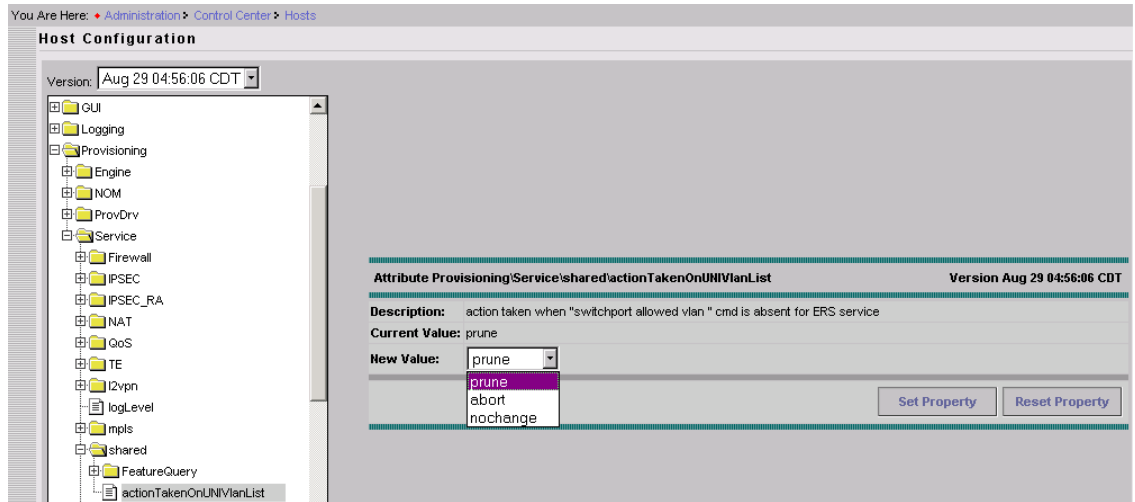 You Are Here: Administration Control Center Hosts
Host Configuration
Version: Aug 29 04:56:06 CDT
GUI
Logging
Provisioning
Engine
NOM
ProvDrv
Service
Firewall
IPSEC
IPSEC_RA
NAT
QoS
TE
l2vpn
logLevel
mpls
shared
FeatureQuery
actionTakenOnUNIVlanList
Attribute Provisioning\Service\shared\actionTakenOnUNIVlanList Version Aug 29 04:56:06 CDT
Description: action taken when "switchport allowed vlan " cmd is absent for ERS service
Current Value: prune
New Value: prune
prune
abort
nochange
Set Property Reset Property